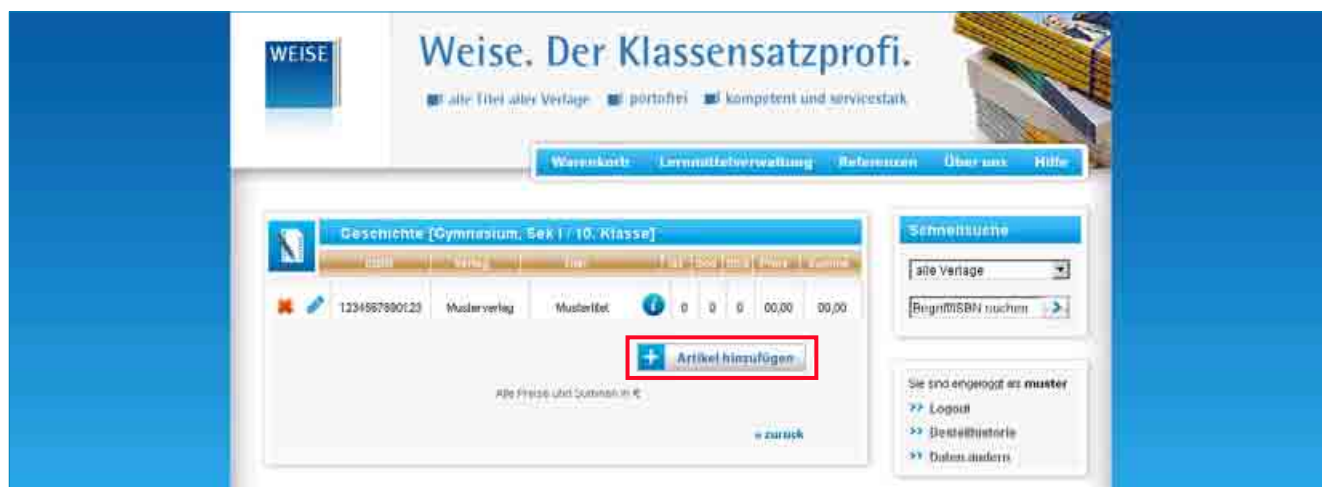 WEISE
Weise. Der Klassensatzprofi.
alle Titel aller Verlage portofrei kompetent und servicestark
Warenkorb Lernmittelverwaltung Referenzen Über uns Hilfe
Geschichte [Gymnasium, Sek I / 10. Klasse]
ISBN Verlag Titel Preis Summe
1234567890123 Musterverlag Mustertitel i 0 0 0 00,00 00,00
+ Artikel hinzufügen
Alle Preise und Summen in €
» zurück
Schnellsuche
alle Verlage
Begriff/ISBN suchen
Sie sind eingeloggt als muster
>> Logout
>> Bestellhistorie
>> Daten ändern